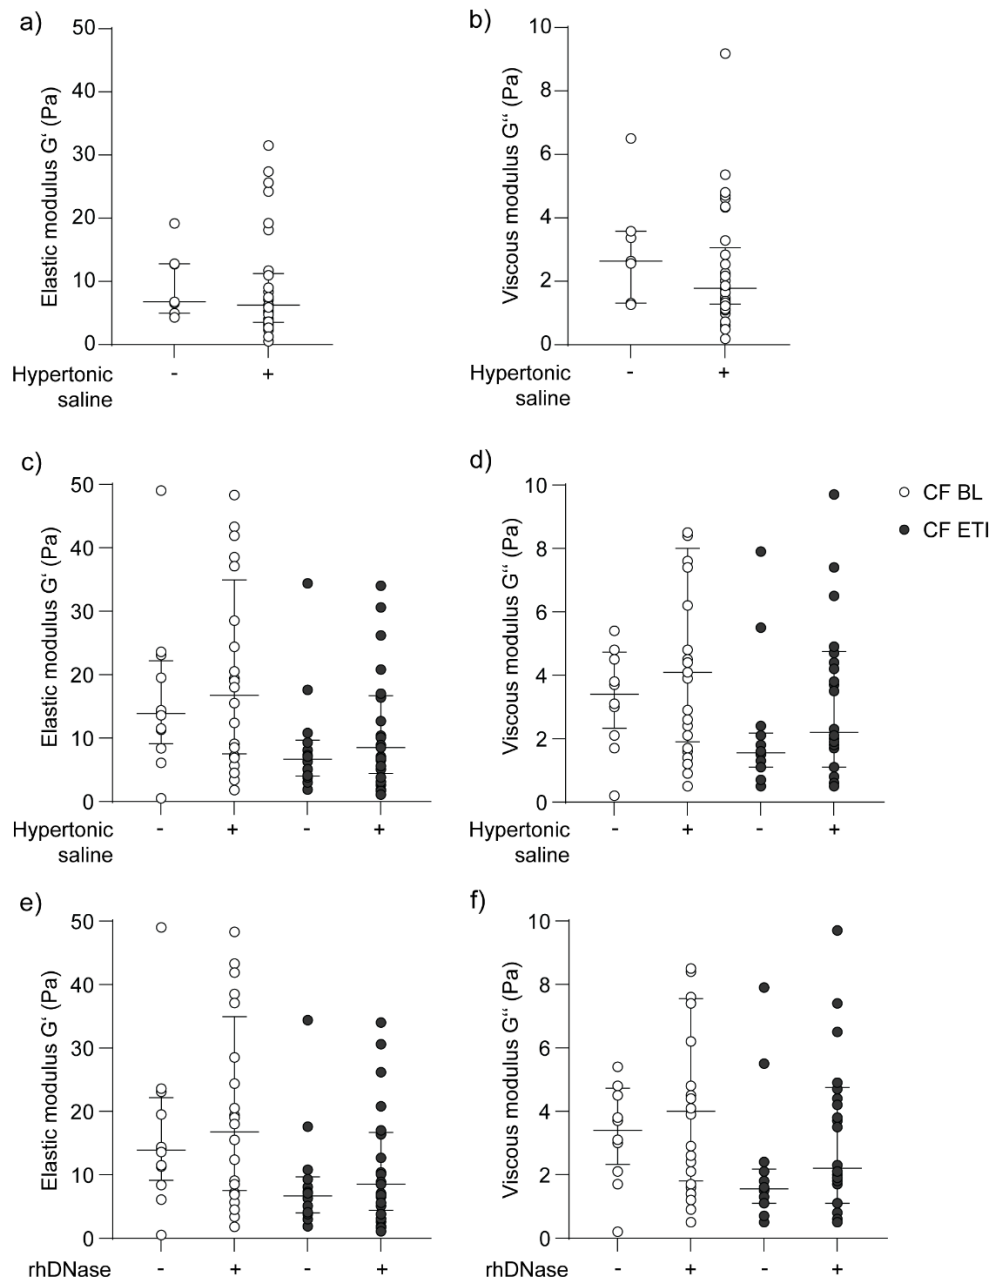 a)
Elastic modulus G‘ (Pa)
50
40
30
20
10
0
Hypertonic
saline
-
+
b)
Viscous modulus G“ (Pa)
10
8
6
4
2
0
Hypertonic
saline
-
+
c)
Elastic modulus G‘ (Pa)
50
40
30
20
10
0
Hypertonic
saline
-
+
-
+
d)
Viscous modulus G“ (Pa)
10
8
6
4
2
0
Hypertonic
saline
-
+
-
+
CF BL
CF ETI
e)
Elastic modulus G‘ (Pa)
50
40
30
20
10
0
rhDNase
-
+
-
+
f)
Viscous modulus G“ (Pa)
10
8
6
4
2
0
rhDNase
-
+
-
+